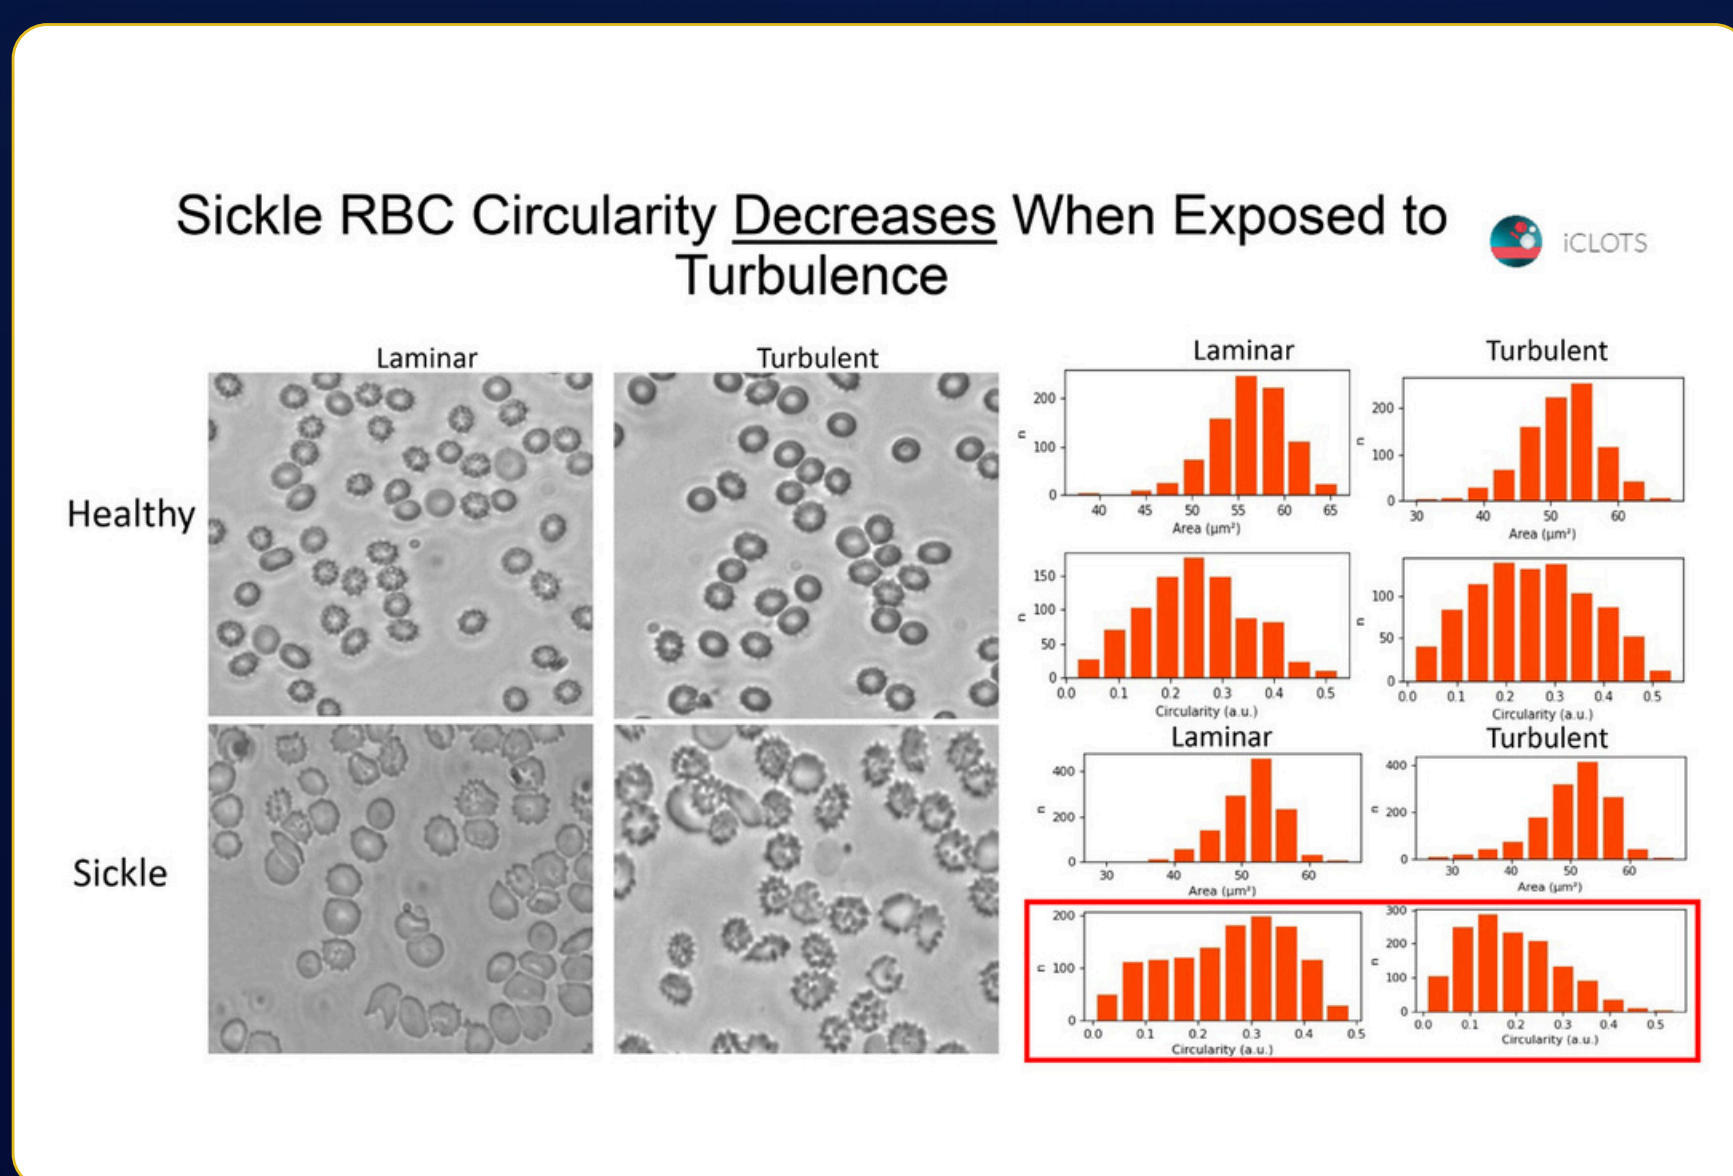 Sickle RBC Circularity Decreases When Exposed to
Turbulence
iCLOTS
Laminar
Turbulent
Healthy
Sickle
Laminar
Turbulent
n
200
100
0
40 45 50 55 60 65
Area (µm²)
n
200
100
0
30 40 50 60
Area (µm²)
n
150
100
50
0
0.0 0.1 0.2 0.3 0.4 0.5
Circularity (a.u.)
n
100
50
0
0.0 0.1 0.2 0.3 0.4 0.5
Circularity (a.u.)
Laminar
Turbulent
n
400
200
0
30 40 50 60
Area (µm²)
n
400
200
0
30 40 50 60
Area (µm²)
n
200
100
0
0.0 0.1 0.2 0.3 0.4 0.5
Circularity (a.u.)
n
300
200
100
0
0.0 0.1 0.2 0.3 0.4 0.5
Circularity (a.u.)